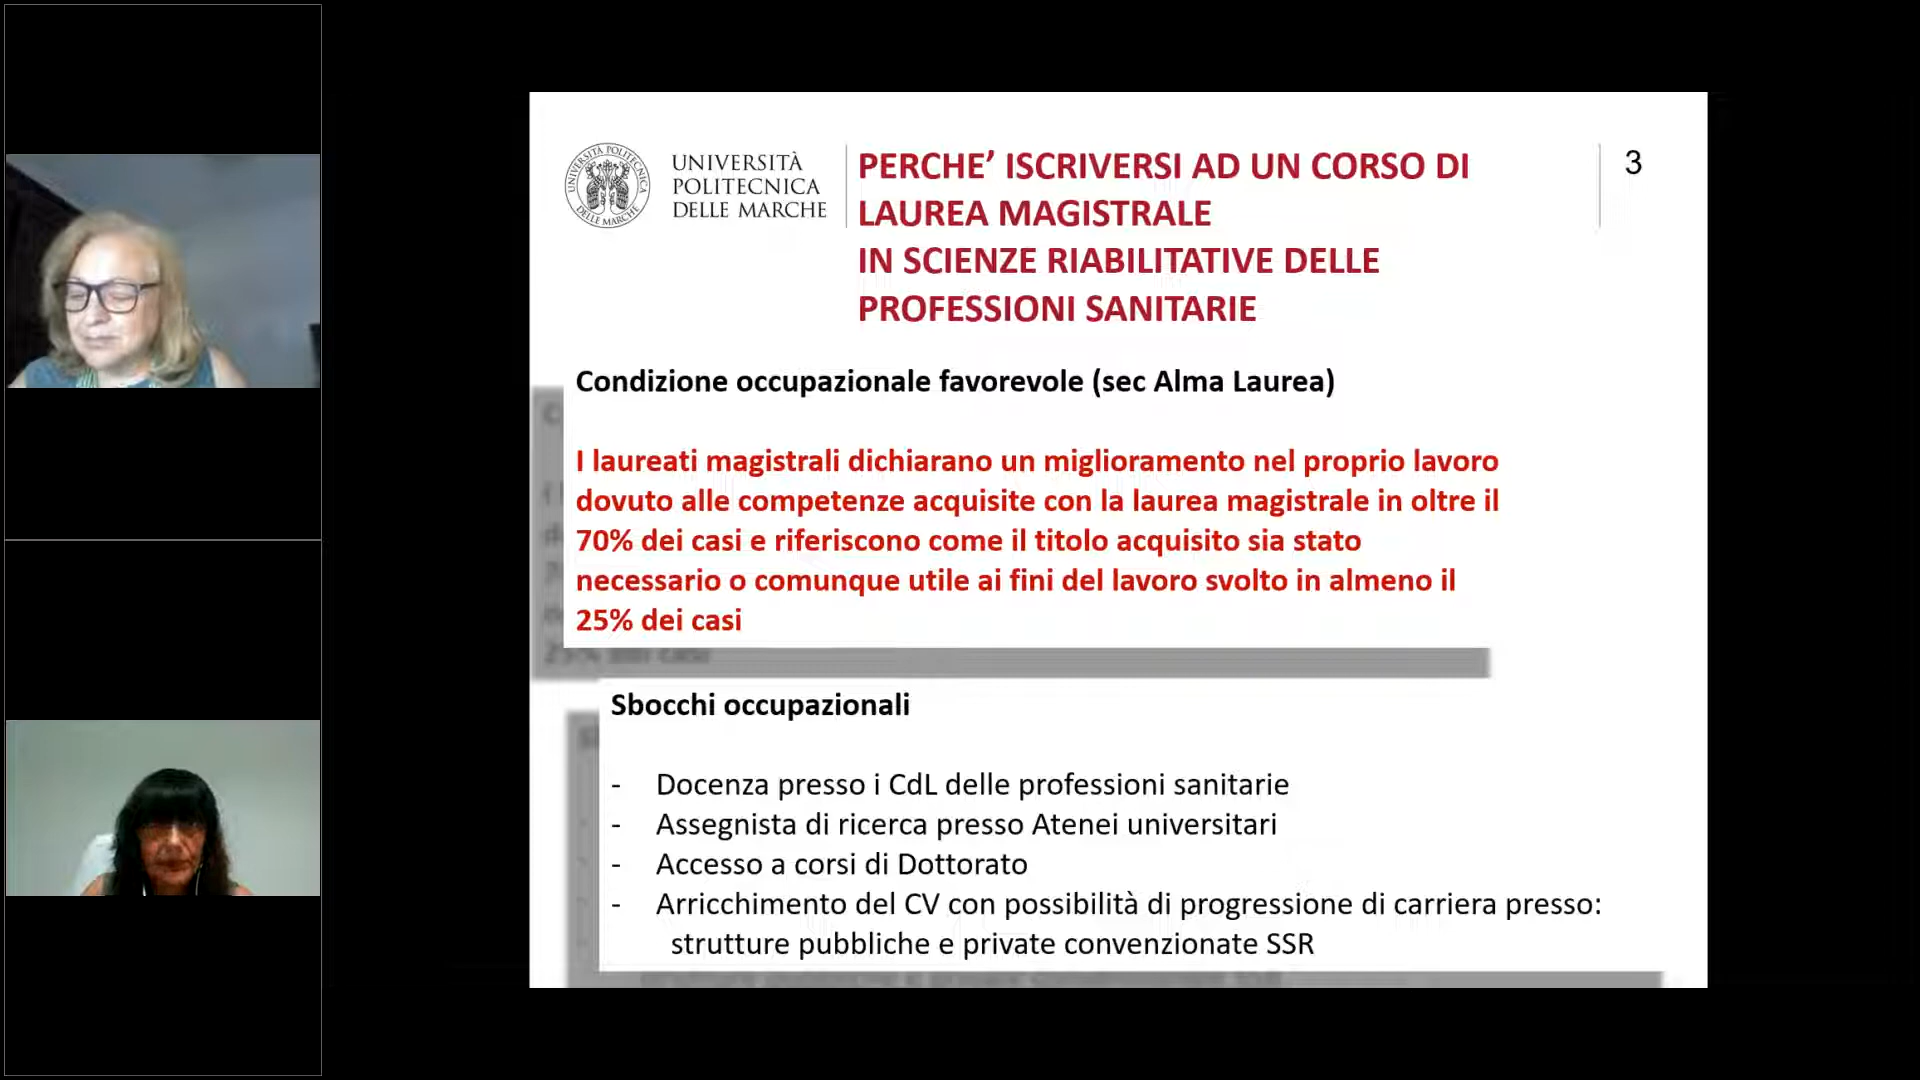 UNIVERSITÀ POLITECNICA DELLE MARCHE
UNIVERSITÀ
POLITECNICA
DELLE MARCHE
PERCHE’ ISCRIVERSI AD UN CORSO DI
LAUREA MAGISTRALE
IN SCIENZE RIABILITATIVE DELLE
PROFESSIONI SANITARIE
3
Condizione occupazionale favorevole (sec Alma Laurea)
I laureati magistrali dichiarano un miglioramento nel proprio lavoro
dovuto alle competenze acquisite con la laurea magistrale in oltre il
70% dei casi e riferiscono come il titolo acquisito sia stato
necessario o comunque utile ai fini del lavoro svolto in almeno il
25% dei casi
Sbocchi occupazionali
- Docenza presso i CdL delle professioni sanitarie
- Assegnista di ricerca presso Atenei universitari
- Accesso a corsi di Dottorato
- Arricchimento del CV con possibilità di progressione di carriera presso:
strutture pubbliche e private convenzionate SSR